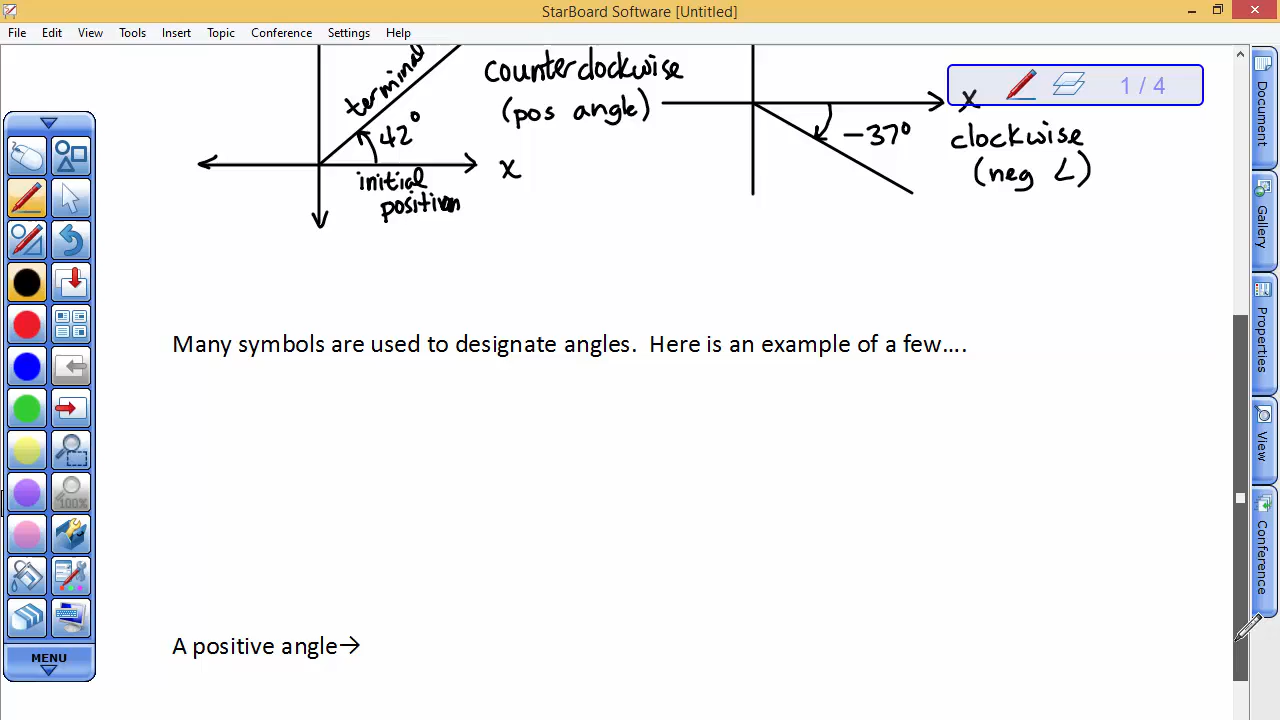 StarBoard Software [Untitled]
File Edit View Tools Insert Topic Conference Settings Help
terminal
counterclockwise
(pos angle)
42°
initial
position
x
-37°
x
clockwise
(neg ∠)
1 / 4
Many symbols are used to designate angles.  Here is an example of a few....
A positive angle→
100%
MENU
Document
Gallery
Properties
View
Conference